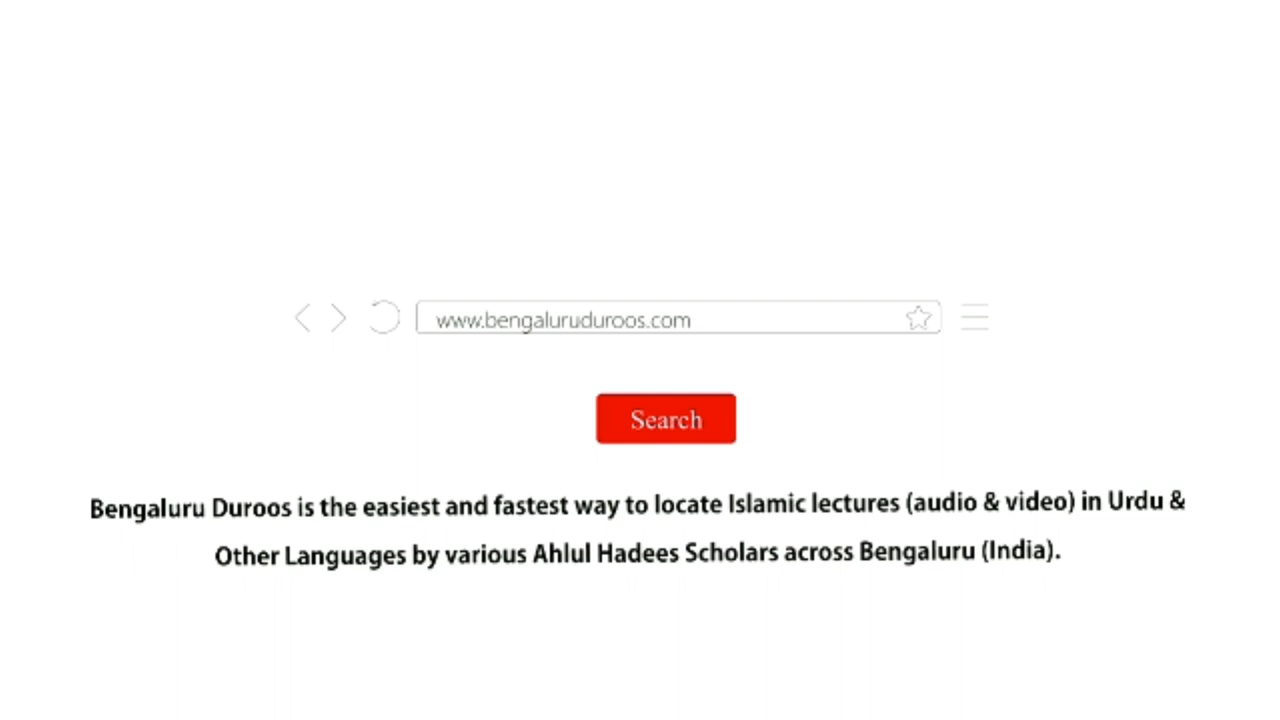 www.bengaluruduroos.com
Search
Bengaluru Duroos is the easiest and fastest way to locate Islamic lectures (audio & video) in Urdu &
Other Languages by various Ahlul Hadees Scholars across Bengaluru (India).